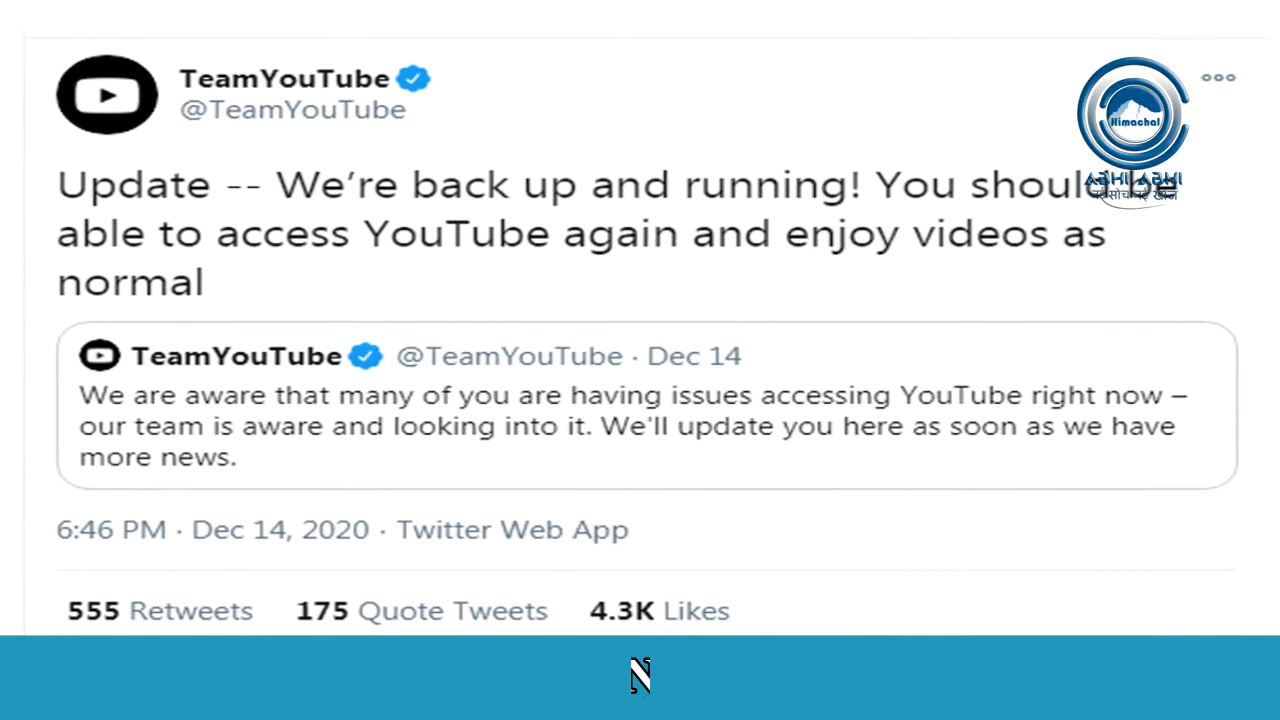 TeamYouTube
@TeamYouTube
Himachal
ABHI ABHI
नई सोच नई खोज
Update -- We’re back up and running! You should be
able to access YouTube again and enjoy videos as
normal
TeamYouTube @TeamYouTube · Dec 14
We are aware that many of you are having issues accessing YouTube right now –
our team is aware and looking into it. We'll update you here as soon as we have
more news.
6:46 PM · Dec 14, 2020 · Twitter Web App
555 Retweets 175 Quote Tweets 4.3K Likes
N